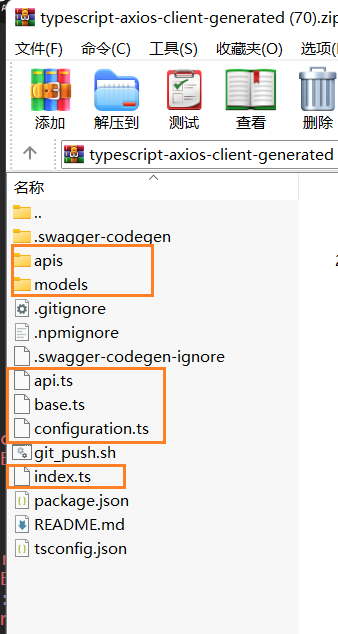 typescript-axios-client-generated (70).zip
文件(F) 命令(C) 工具(S) 收藏夹(O) 选项(
添加 解压到 测试 查看 删除
typescript-axios-client-generated
名称
..
.swagger-codegen
apis
models
.gitignore
.npmignore
.swagger-codegen-ignore
api.ts
base.ts
configuration.ts
git_push.sh
index.ts
package.json
README.md
tsconfig.json